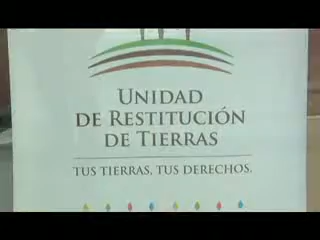 UNIDAD
DE RESTITUCIÓN
DE TIERRAS
TUS TIERRAS, TUS DERECHOS.